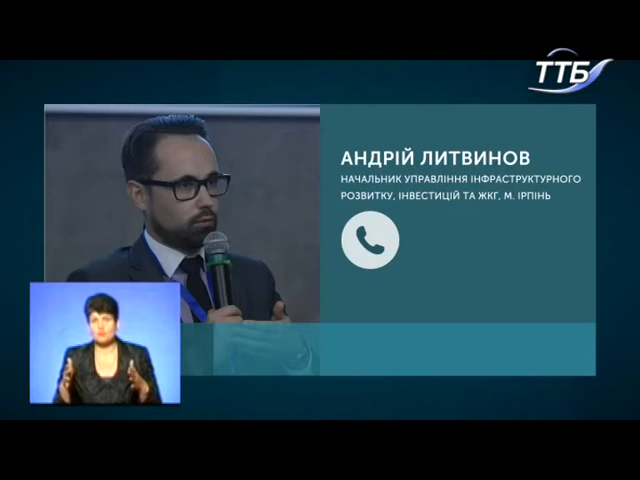 ТТБ
АНДРІЙ ЛИТВИНОВ
НАЧАЛЬНИК УПРАВЛІННЯ ІНФРАСТРУКТУРНОГО
РОЗВИТКУ, ІНВЕСТИЦІЙ ТА ЖКГ, М. ІРПІНЬ